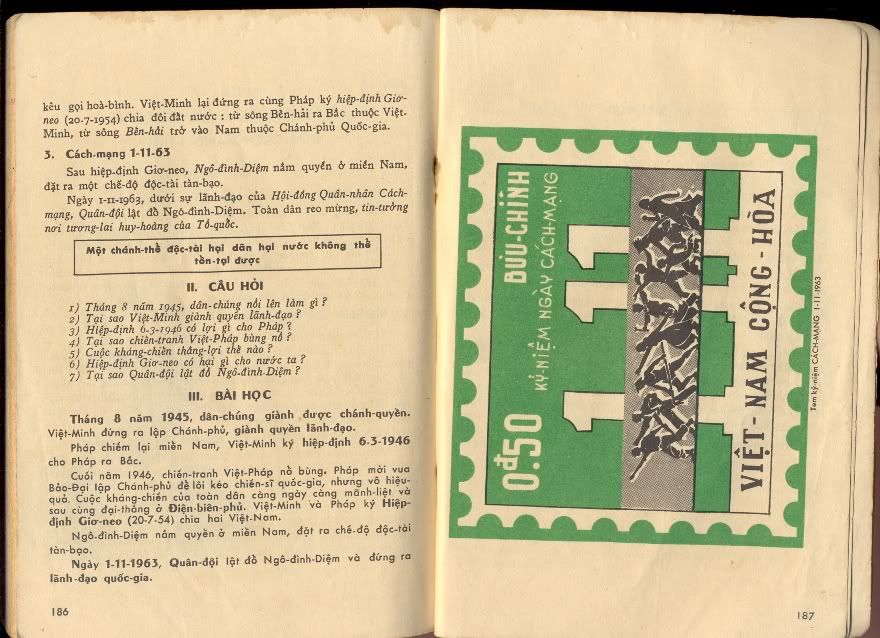 kêu gọi hoà-bình. Việt-Minh lại đứng ra cùng Pháp ký hiệp-định Giơ-
neo (20-7-1954) chia đôi đất nước : từ sông Bến-hải ra Bắc thuộc Việt-
Minh, từ sông Bến-hải trở vào Nam thuộc Chánh-phủ Quốc-gia.
3. Cách-mạng 1-11-63
Sau hiệp-định Giơ-neo, Ngô-đình-Diệm nắm quyền ở miền Nam,
đặt ra một chế-độ độc-tài tàn-bạo.
Ngày 1-11-1963, dưới sự lãnh-đạo của Hội-đồng Quân-nhân Cách-
mạng, Quân-đội lật đổ Ngô-đình-Diệm. Toàn dân reo mừng, tin-tưởng
nơi tương-lai huy-hoàng của Tổ-quốc.
Một chánh-thể độc-tài hại dân hại nước không thể
tồn-tại được
II. CÂU HỎI
1) Tháng 8 năm 1945, dân-chúng nổi lên làm gì ?
2) Tại sao Việt-Minh giành quyền lãnh-đạo ?
3) Hiệp-định 6-3-1946 có lợi gì cho Pháp ?
4) Tại sao chiến-tranh Việt-Pháp bùng nổ ?
5) Cuộc kháng-chiến thắng-lợi thế nào ?
6) Hiệp-định Giơ-neo có hại gì cho nước ta ?
7) Tại sao Quân-đội lật đổ Ngô-đình-Diệm ?
III. BÀI HỌC
Tháng 8 năm 1945, dân-chúng giành được chánh-quyền.
Việt-Minh đứng ra lập Chánh-phủ, giành quyền lãnh-đạo.
Pháp chiếm lại miền Nam, Việt-Minh ký hiệp-định 6.3-1946
cho Pháp ra Bắc.
Cuối năm 1946, chiến-tranh Việt-Pháp nổ bùng. Pháp mời vua
Bảo-Đại lập Chánh-phủ để lôi kéo chiến-sĩ quốc-gia, nhưng vô hiệu-
quả. Cuộc kháng-chiến của toàn dân càng ngày càng mãnh-liệt và
sau cùng đại-thắng ở Điện-biên-phủ. Việt-Minh và Pháp ký Hiệp-
định Giơ-neo (20-7-54) chia hai Việt-Nam.
Ngô-đình-Diệm nắm quyền ở miền Nam, đặt ra chế-độ độc-tài
tàn-bạo.
Ngày 1-11-1963, Quân-đội lật đổ Ngô-đình-Diệm và đứng ra
lãnh-đạo quốc-gia.
186
0đ.50 BƯU-CHÍNH
KỶ-NIỆM NGÀY CÁCH-MẠNG
1-11
VIỆT-NAM CỘNG-HÒA
Tem kỷ-niệm CÁCH-MẠNG 1-11-1963
187